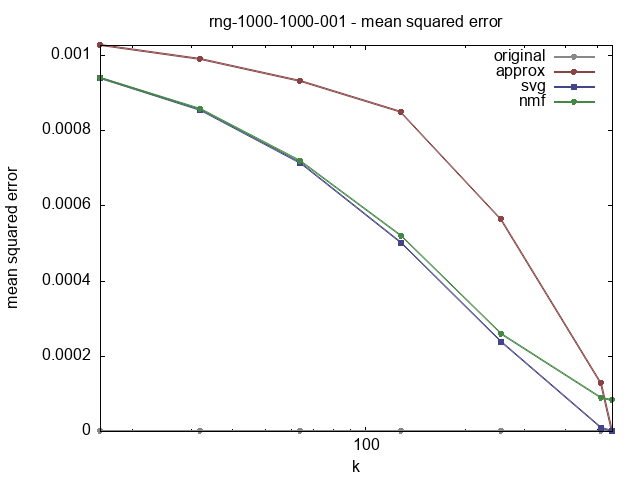 rng-1000-1000-001 - mean squared error
original
approx
svg
nmf
mean squared error
0.001
0.0008
0.0006
0.0004
0.0002
0
100
k